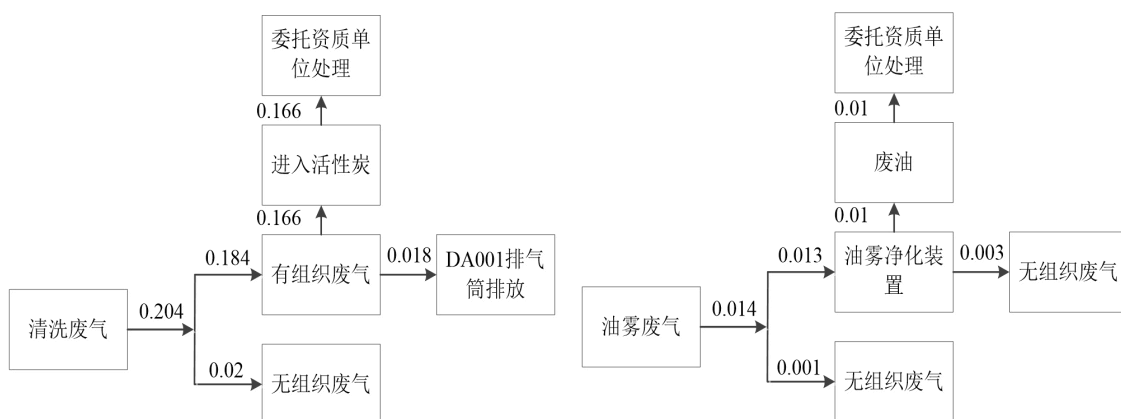 委托资质单
位处理
0.166
进入活性炭
0.166
0.184
有组织废气
0.018
DA001排气
筒排放
清洗废气
0.204
0.02
无组织废气
委托资质单
位处理
0.01
废油
0.01
0.013
油雾净化装
置
0.003
无组织废气
油雾废气
0.014
0.001
无组织废气